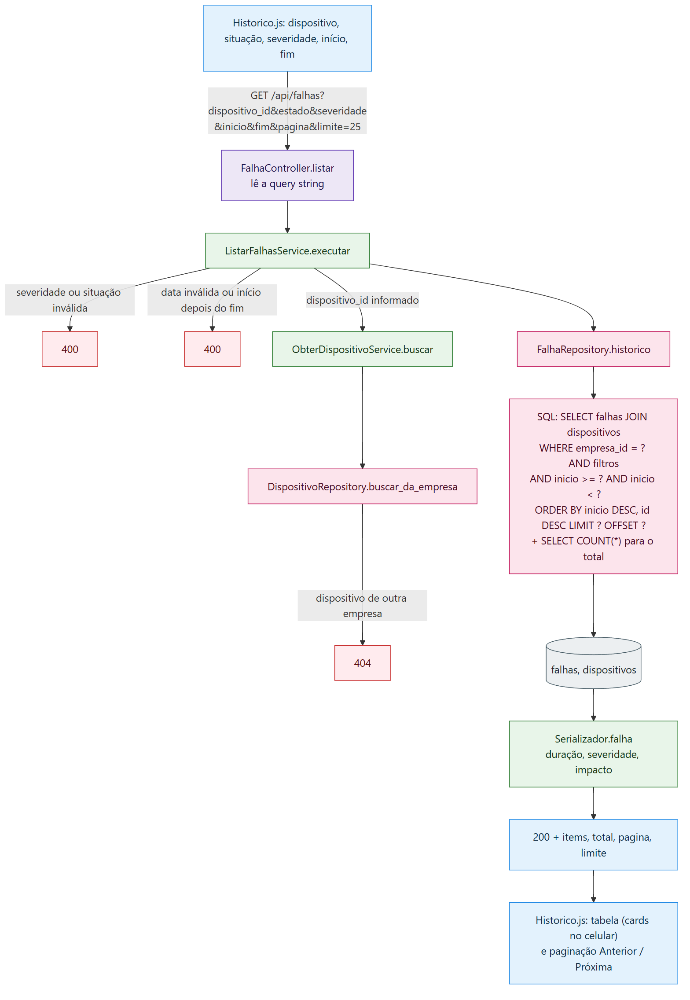 Historico.js: dispositivo,
situação, severidade, início,
fim
GET /api/falhas?
dispositivo_id&estado&severidade
&inicio&fim&pagina&limite=25
FalhaController.listar
lê a query string
ListarFalhasService.executar
severidade ou situação
inválida
data inválida ou início
depois do fim
dispositivo_id informado
400
400
ObterDispositivoService.buscar
FalhaRepository.historico
SQL: SELECT falhas JOIN
dispositivos
WHERE empresa_id = ?
AND filtros
AND inicio >= ? AND inicio
< ?
ORDER BY inicio DESC, id
DESC LIMIT ? OFFSET ?
+ SELECT COUNT(*) para o
total
DispositivoRepository.buscar_da_empresa
dispositivo de outra
empresa
404
falhas, dispositivos
Serializador.falha
duração, severidade,
impacto
200 + items, total, pagina,
limite
Historico.js: tabela (cards
no celular)
e paginação Anterior /
Próxima